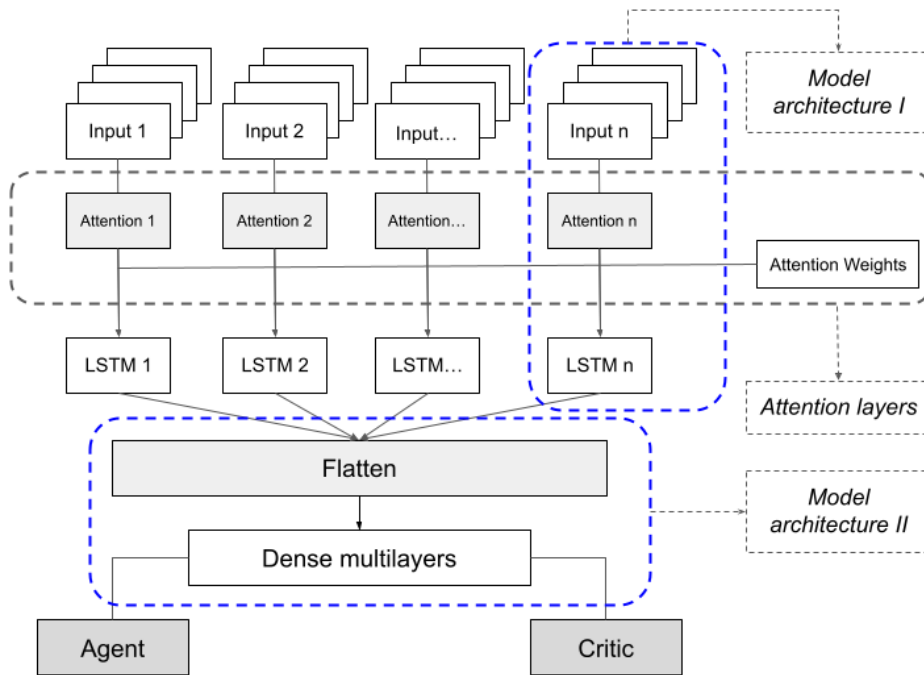 Input 1
Input 2
Input...
Input n
Model
architecture I
Attention 1
Attention 2
Attention...
Attention n
Attention Weights
LSTM 1
LSTM 2
LSTM...
LSTM n
Attention layers
Flatten
Model
architecture II
Dense multilayers
Agent
Critic